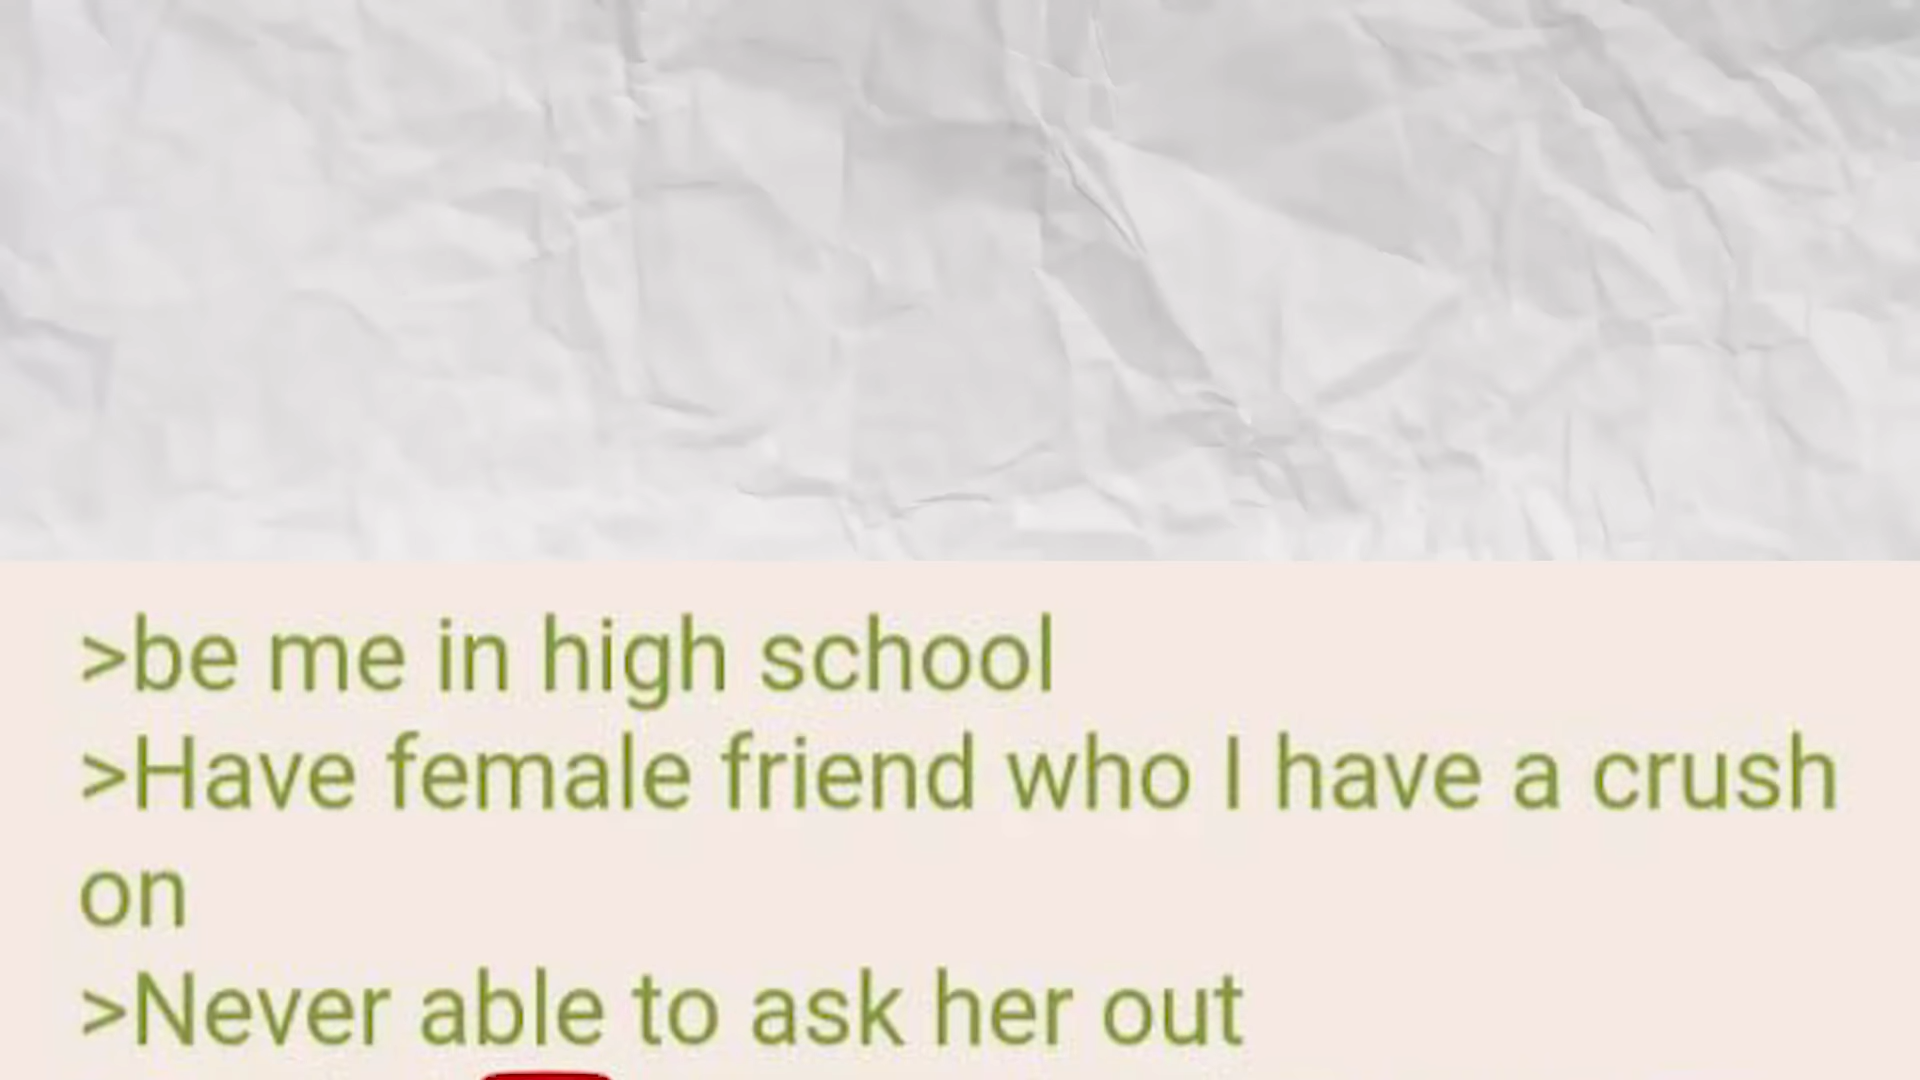 >be me in high school
>Have female friend who I have a crush
on
>Never able to ask her out